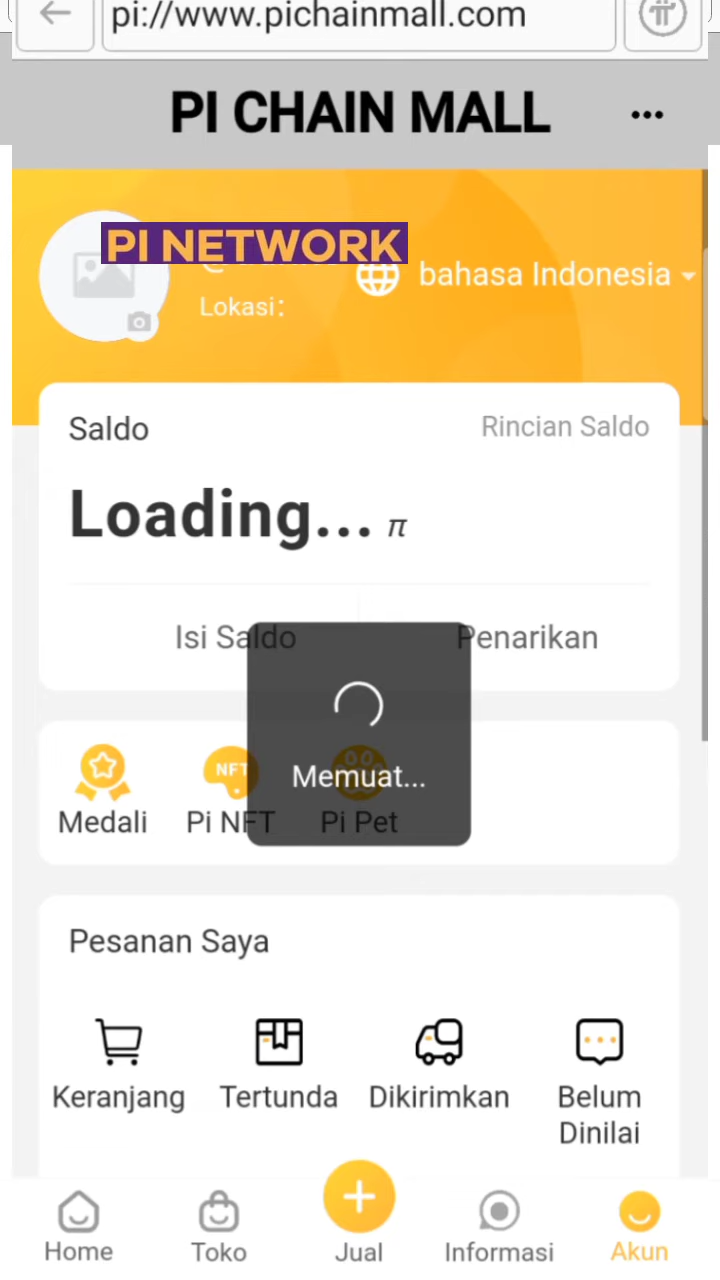 pi://www.pichainmall.com
PI CHAIN MALL
PI NETWORK
bahasa Indonesia
Lokasi:
Saldo
Rincian Saldo
Loading... π
Isi Saldo
Penarikan
Memuat...
NFT
Medali
Pi NFT
Pi Pet
Pesanan Saya
Keranjang
Tertunda
Dikirimkan
Belum
Dinilai
Home
Toko
Jual
Informasi
Akun